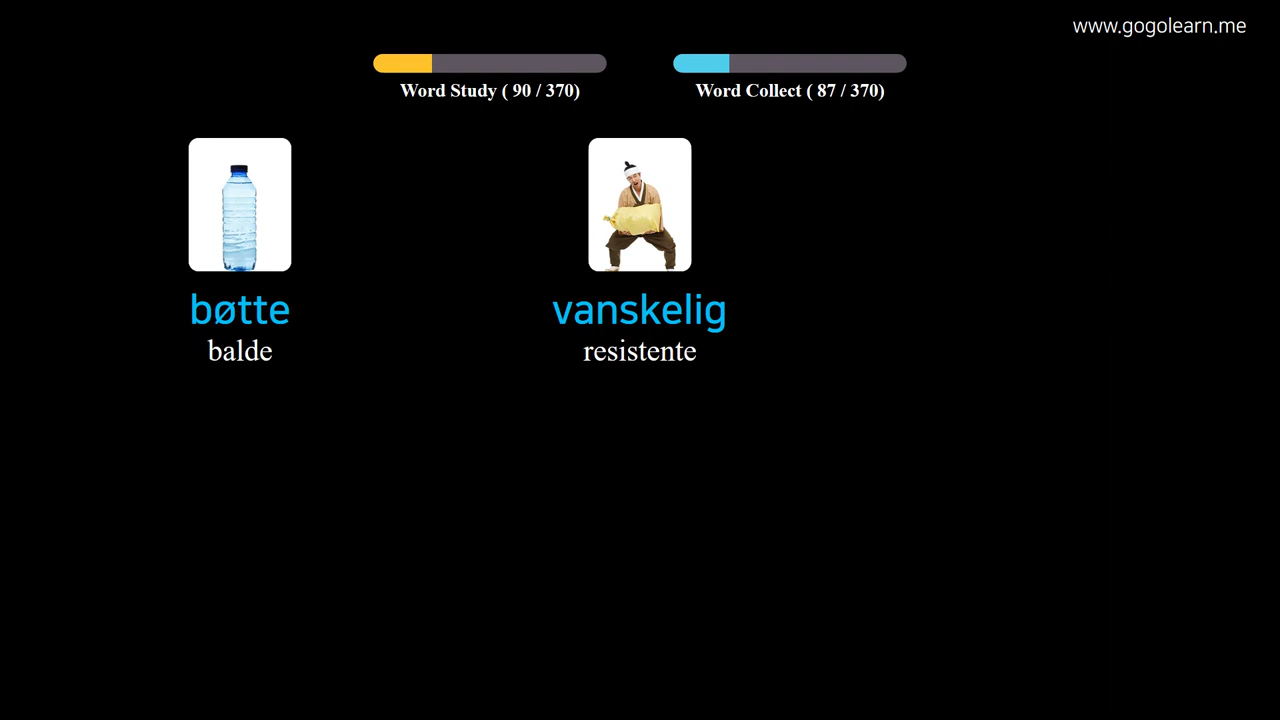 www.gogolearn.me
Word Study ( 90 / 370)
Word Collect ( 87 / 370)
bøtte
balde
vanskelig
resistente